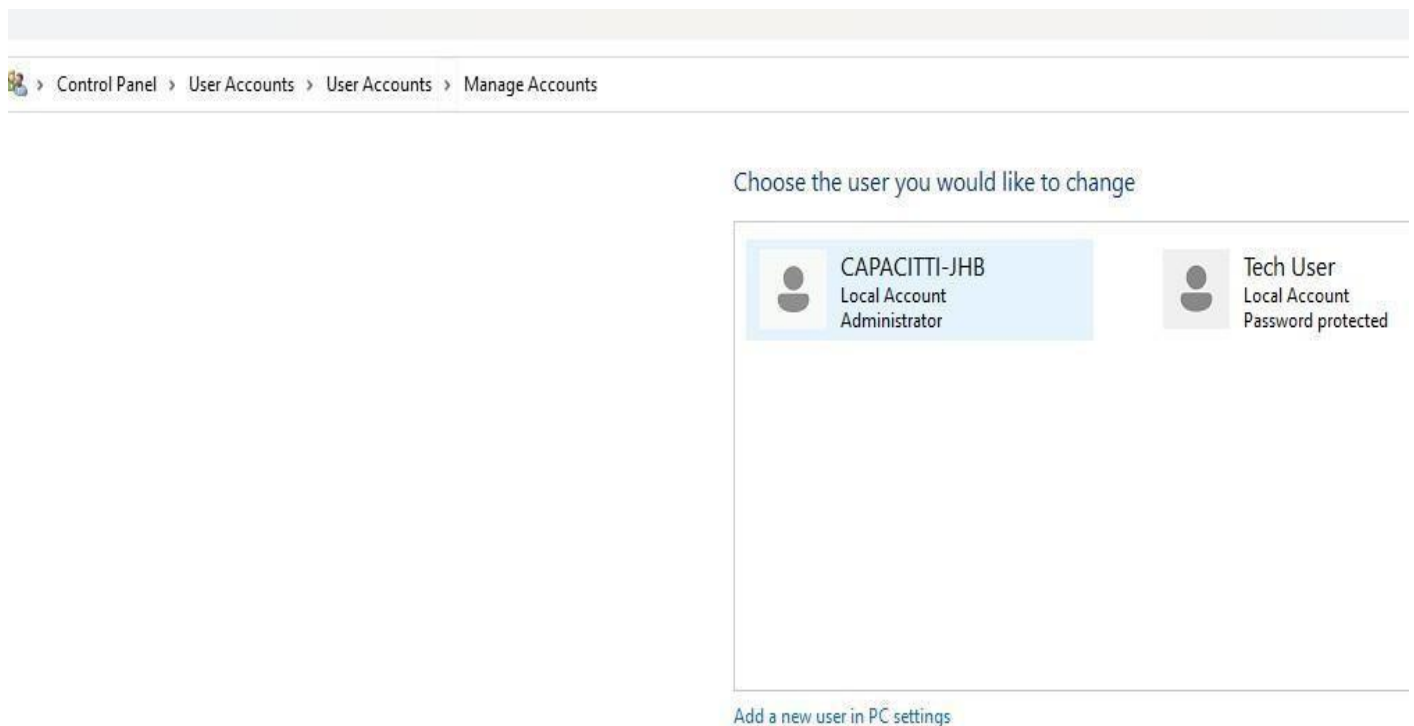 > Control Panel > User Accounts > User Accounts > Manage Accounts
Choose the user you would like to change
CAPACITTI-JHB
Local Account
Administrator
Tech User
Local Account
Password protected
Add a new user in PC settings